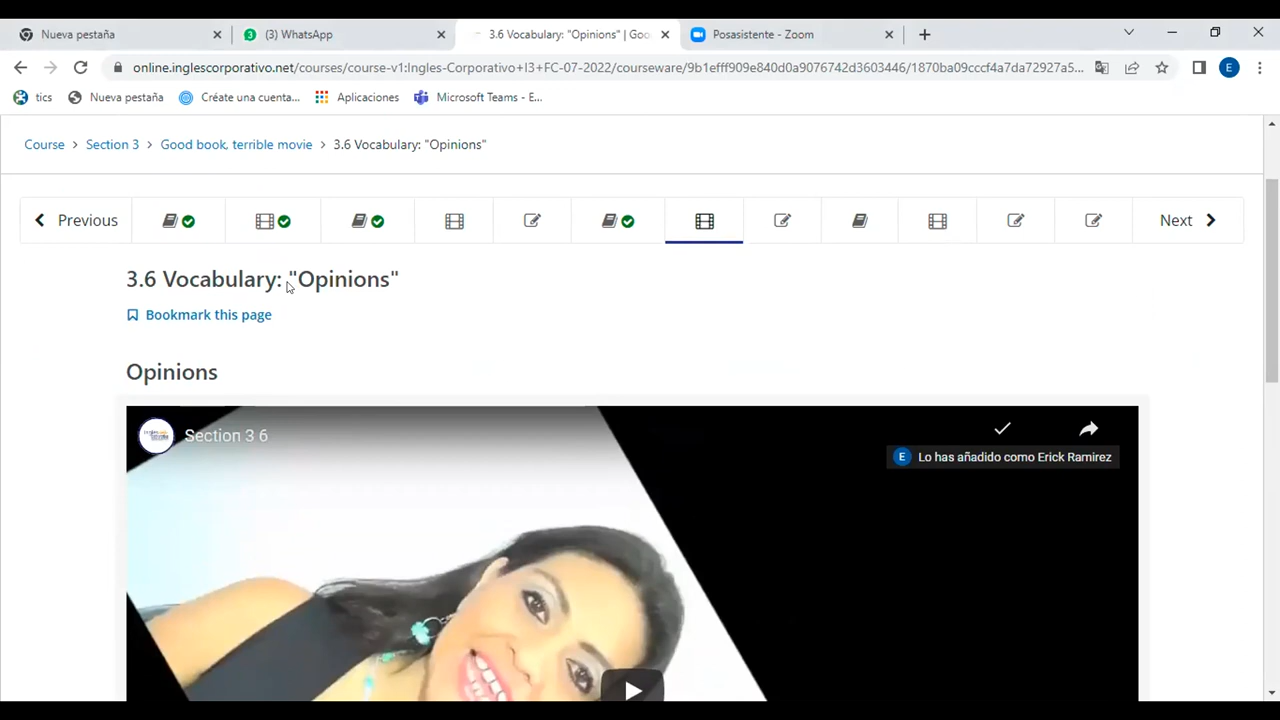 Nueva pestaña
3
(3) WhatsApp
3.6 Vocabulary: "Opinions" | Goo
Posasistente - Zoom
online.inglescorporativo.net/courses/course-v1:Ingles-Corporativo+I3+FC-07-2022/courseware/9b1efff909e840d0a9076742d3603446/1870ba09cccf4a7da72927a5...
E
tics
Nueva pestaña
Créate una cuenta...
Aplicaciones
Microsoft Teams - E...
Course > Section 3 > Good book, terrible movie > 3.6 Vocabulary: "Opinions"
Previous
Next
3.6 Vocabulary: "Opinions"
Bookmark this page
Opinions
Section 3 6
E Lo has añadido como Erick Ramirez